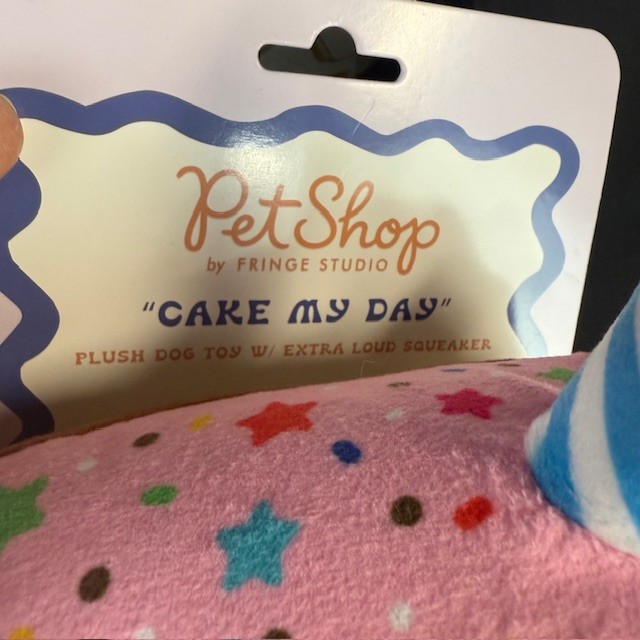 PetShop
by FRINGE STUDIO
"CAKE MY DAY"
PLUSH DOG TOY W/ EXTRA LOUD SQUEAKER